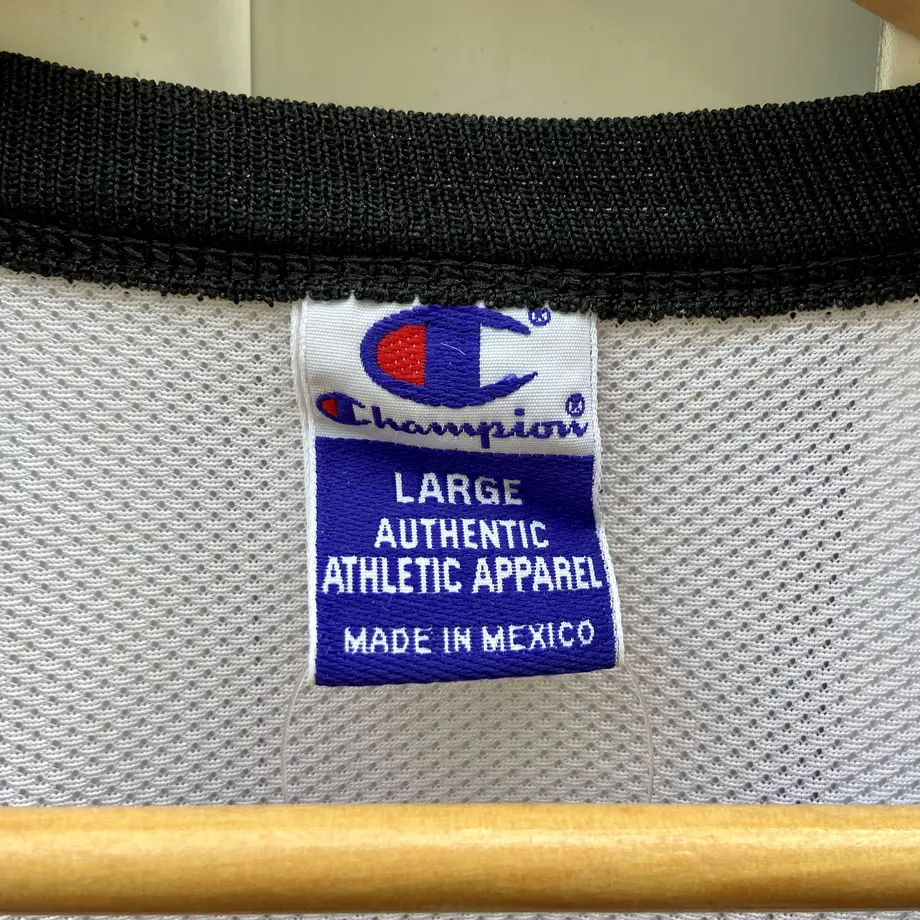 Champion
LARGE
AUTHENTIC
ATHLETIC APPAREL
MADE IN MEXICO